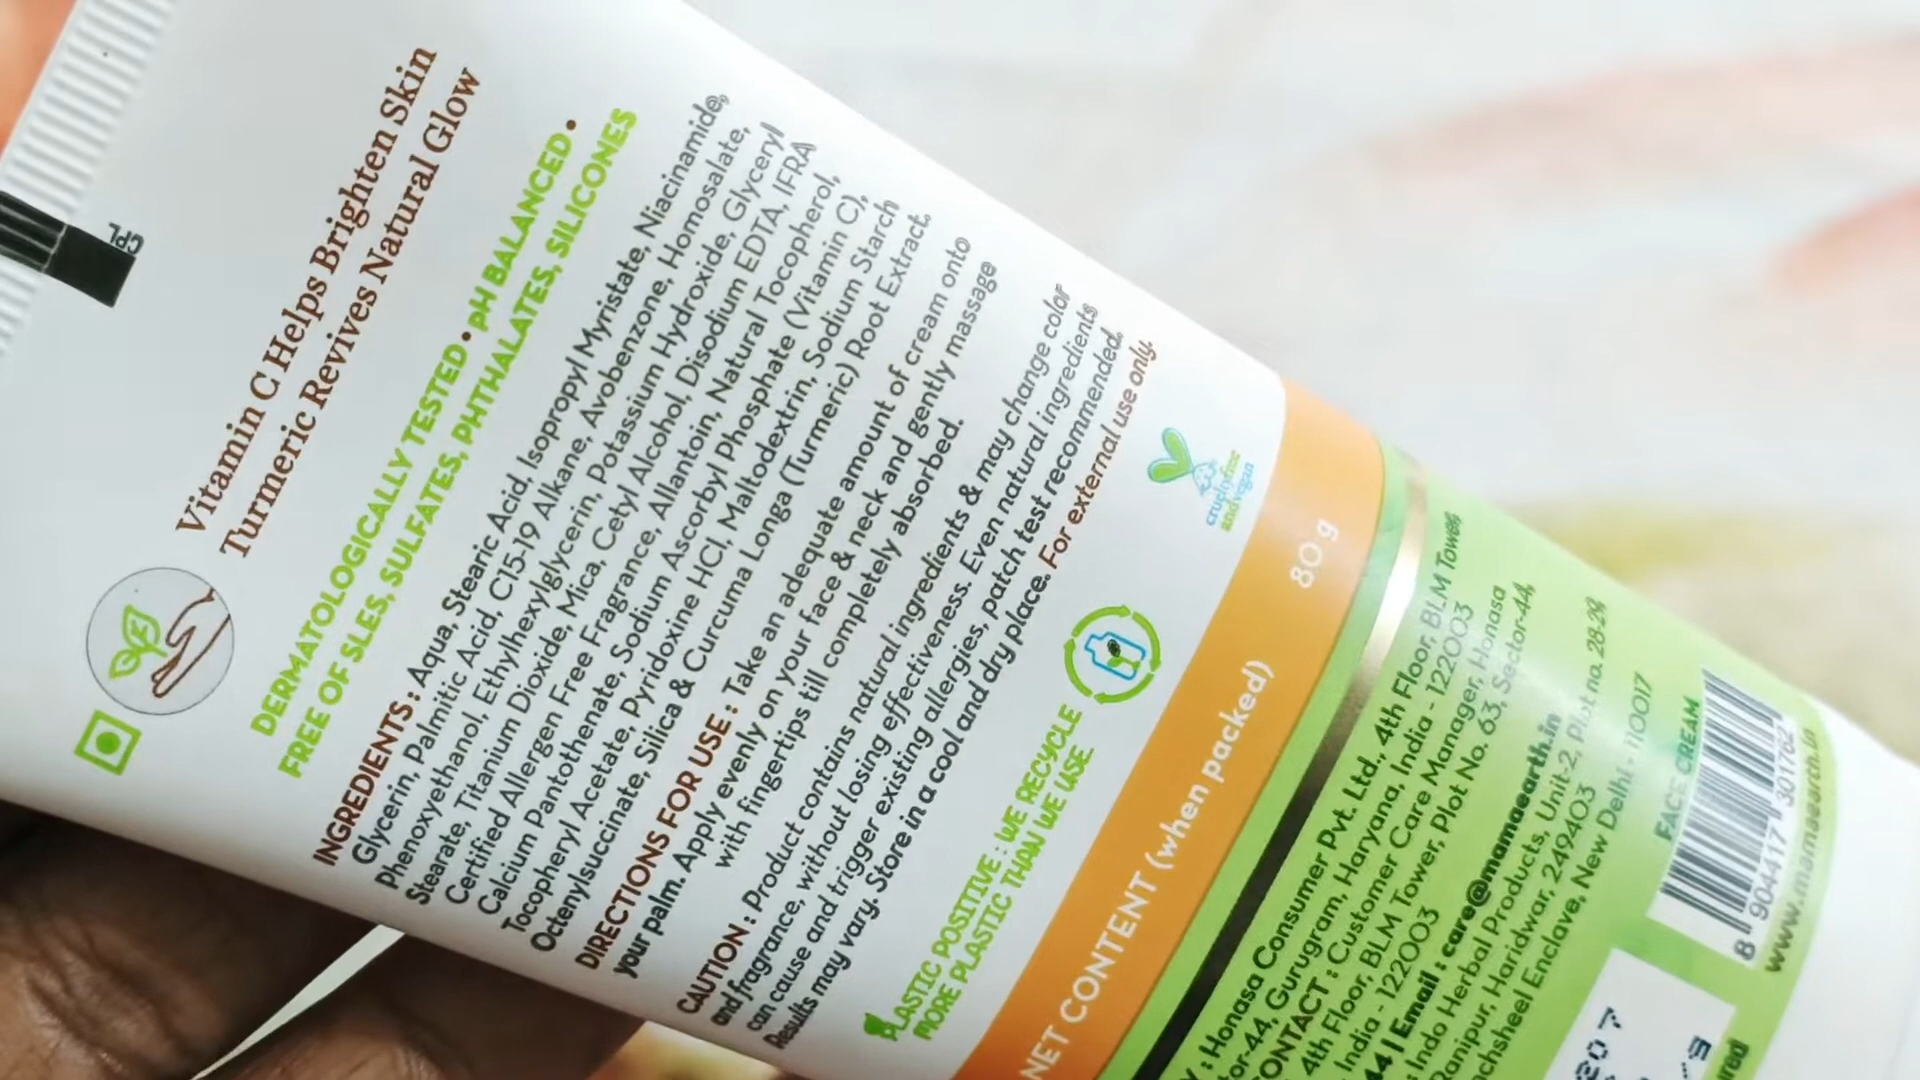 CPL
Vitamin C Helps Brighten Skin
Turmeric Revives Natural Glow
DERMATOLOGICALLY TESTED • pH BALANCED •
FREE OF SLES, SULFATES, PHTHALATES, SILICONES
INGREDIENTS : Aqua, Stearic Acid, Isopropyl Myristate, Niacinamide,
Glycerin, Palmitic Acid, C15-19 Alkane, Avobenzone, Homosalate,
Phenoxyethanol, Ethylhexylglycerin, Potassium Hydroxide, Glyceryl
Stearate, Titanium Dioxide, Mica, Cetyl Alcohol, Disodium EDTA, IFRA
Certified Allergen Free Fragrance, Allantoin, Natural Tocopherol,
Calcium Pantothenate, Sodium Ascorbyl Phosphate (Vitamin C),
Tocopheryl Acetate, Pyridoxine HCl, Maltodextrin, Sodium Starch
Octenylsuccinate, Silica & Curcuma Longa (Turmeric) Root Extract.
DIRECTIONS FOR USE : Take an adequate amount of cream onto
your palm. Apply evenly on your face & neck and gently massage
with fingertips till completely absorbed.
CAUTION : Product contains natural ingredients & may change color
and fragrance, without losing effectiveness. Even natural ingredients
can cause and trigger existing allergies, patch test recommended.
Results may vary. Store in a cool and dry place. For external use only.
PLASTIC POSITIVE : WE RECYCLE
MORE PLASTIC THAN WE USE
crueltyfree
and vegan
NET CONTENT (when packed)
80 g
: Honasa Consumer Pvt. Ltd., 4th Floor, BLM Tower,
tor-44, Gurugram, Haryana, India - 122003
ONTACT : Customer Care Manager, Honasa
4th Floor, BLM Tower, Plot No. 63, Sector-44,
India - 122003
44 | Email : care@mamaearth.in
Indo Herbal Products, Unit-2, Plot no. 28-29
Ranipur, Haridwar, 249403
nchsheel Enclave, New Delhi - 110017
FACE CREAM
8 904417 301762
www.mamaearth.in